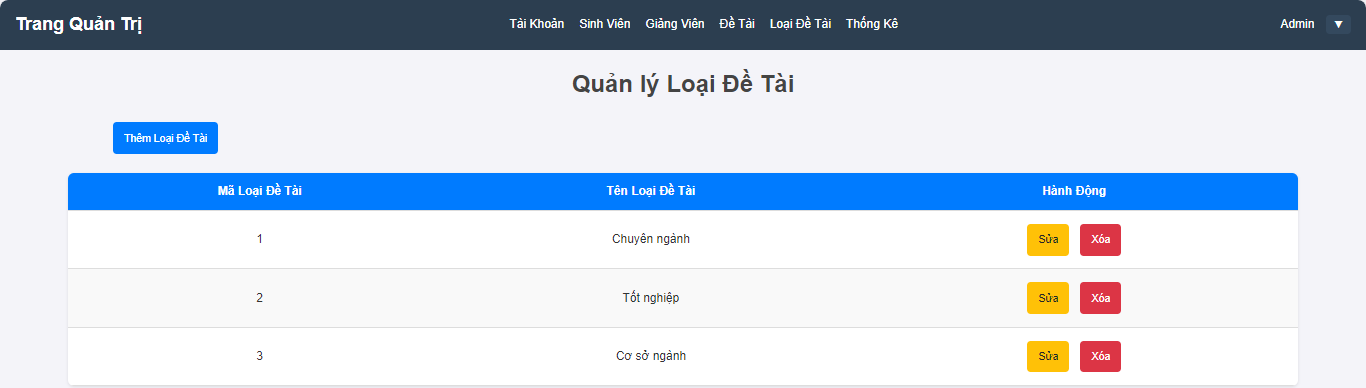 Trang Quản Trị Tài Khoản Sinh Viên Giảng Viên Đề Tài Loại Đề Tài Thống Kê Admin ▼
Quản lý Loại Đề Tài
Thêm Loại Đề Tài
Mã Loại Đề Tài Tên Loại Đề Tài Hành Động
1 Chuyên ngành Sửa Xóa
2 Tốt nghiệp Sửa Xóa
3 Cơ sở ngành Sửa Xóa